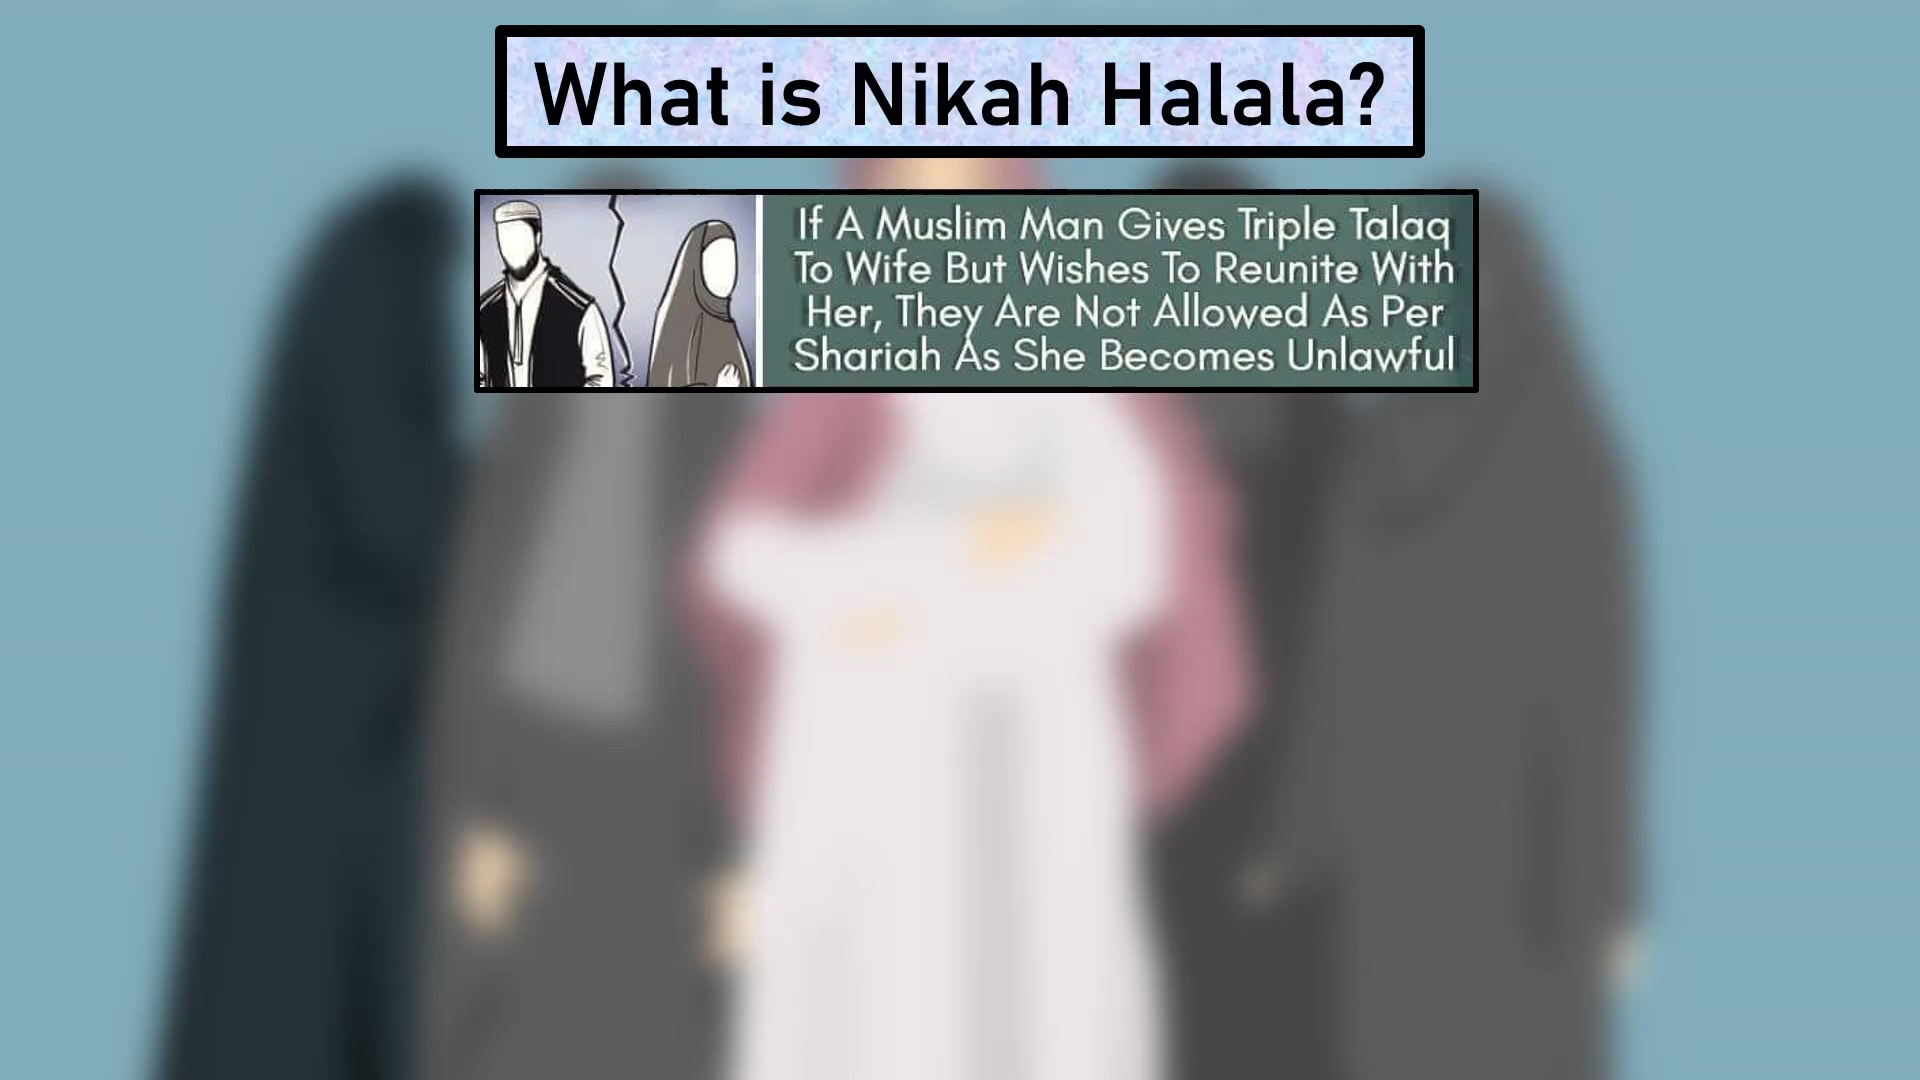 What is Nikah Halala?
If A Muslim Man Gives Triple Talaq
To Wife But Wishes To Reunite With
Her, They Are Not Allowed As Per
Shariah As She Becomes Unlawful